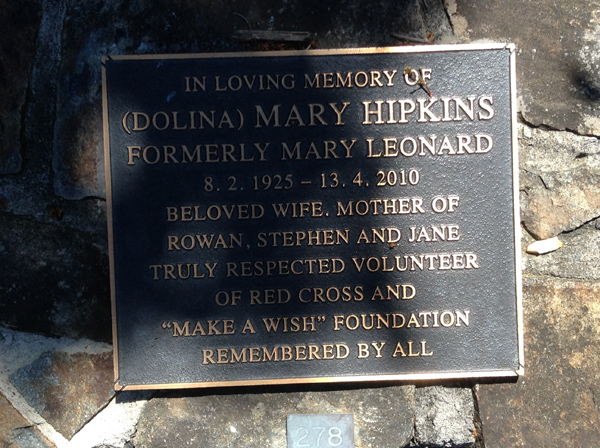 IN LOVING MEMORY OF
(DOLINA) MARY HIPKINS
FORMERLY MARY LEONARD
8. 2. 1925 – 13. 4. 2010
BELOVED WIFE. MOTHER OF
ROWAN, STEPHEN AND JANE
TRULY RESPECTED VOLUNTEER
OF RED CROSS AND
“MAKE A WISH” FOUNDATION
REMEMBERED BY ALL
278